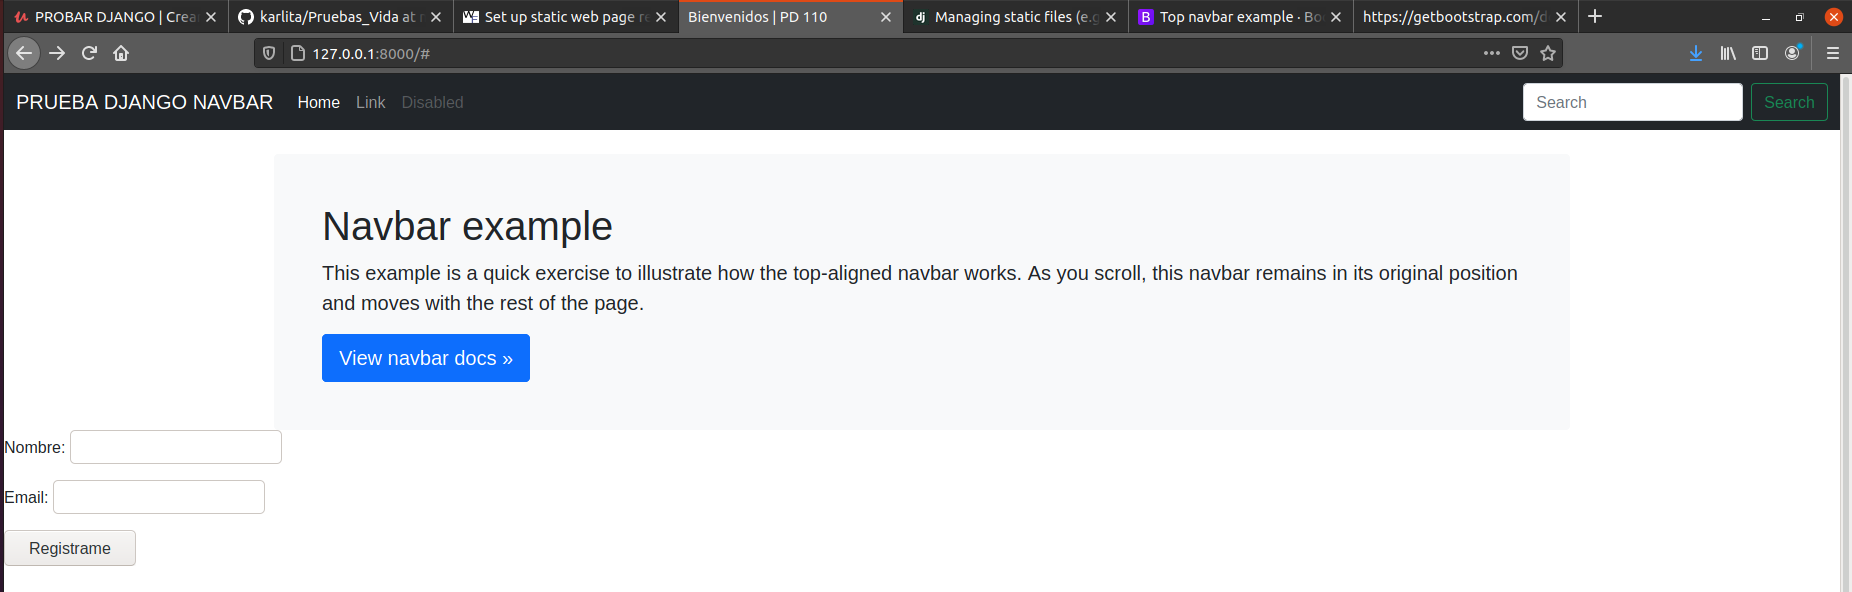 PROBAR DJANGO | Crea
karlita/Pruebas_Vida at
Set up static web page re
Bienvenidos | PD 110
Managing static files (e.g
Top navbar example · Bo
https://getbootstrap.com/d
127.0.0.1:8000/#
PRUEBA DJANGO NAVBAR Home Link Disabled Search Search
Navbar example
This example is a quick exercise to illustrate how the top-aligned navbar works. As you scroll, this navbar remains in its original position
and moves with the rest of the page.
View navbar docs »
Nombre:
Email:
Registrame